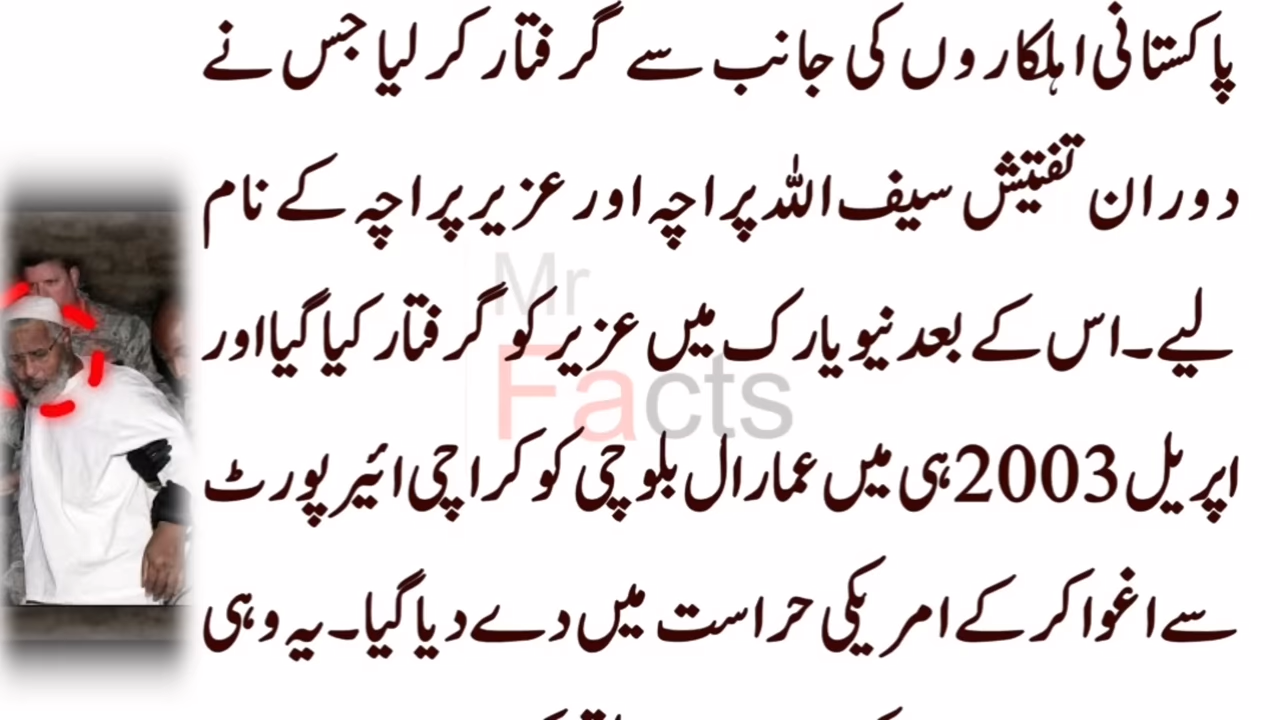 پاکستانی اہلکاروں کی جانب سے گرفتار کر لیا جس نے
دوران تفتیش سیف اللہ پراچہ اور عزیر پراچہ کے نام
لیے۔ اس کے بعد نیویارک میں عزیر کو گرفتار کیا گیا اور
اپریل 2003 ہی میں عمار ال بلوچی کو کراچی ائیر پورٹ
سے اغوا کر کے امریکی حراست میں دے دیا گیا۔ یہ وہی
Mr
Facts